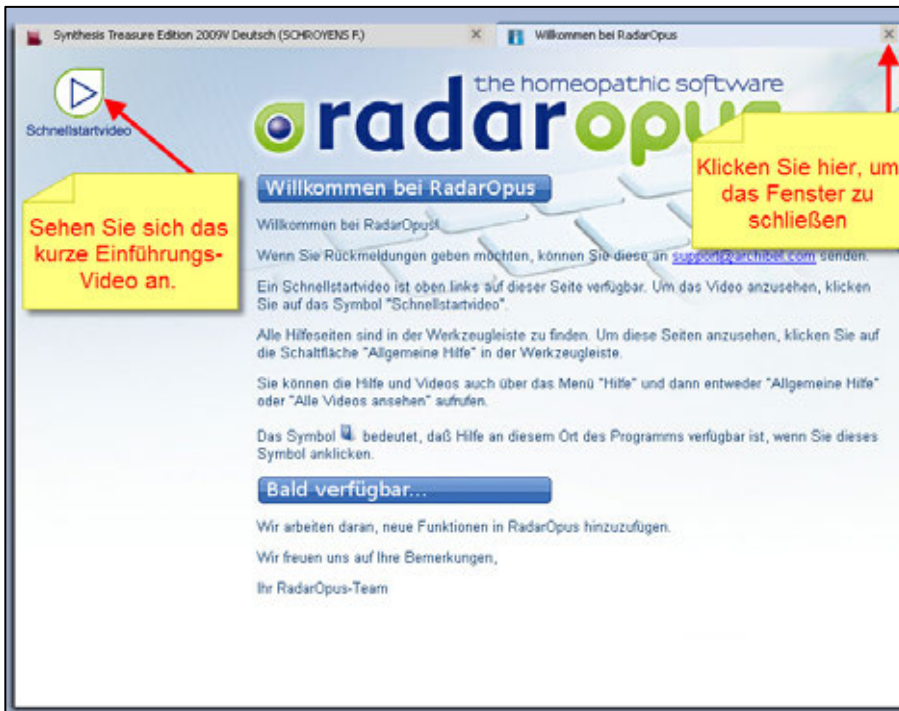 Synthesis Treasure Edition 2009V Deutsch (SCHROYENS F.)
Willkommen bei RadarOpus
Schnellstartvideo
the homeopathic software
radaropus
Klicken Sie hier, um
das Fenster zu
schließen
Sehen Sie sich das
kurze Einführungs-
Video an.
Willkommen bei RadarOpus
Willkommen bei RadarOpus!
Wenn Sie Rückmeldungen geben möchten, können Sie diese an support@archibel.com senden.
Ein Schnellstartvideo ist oben links auf dieser Seite verfügbar. Um das Video anzusehen, klicken
Sie auf das Symbol "Schnellstartvideo".
Alle Hilfeseiten sind in der Werkzeugleiste zu finden. Um diese Seiten anzusehen, klicken Sie auf
die Schaltfläche "Allgemeine Hilfe" in der Werkzeugleiste.
Sie können die Hilfe und Videos auch über das Menü "Hilfe" und dann entweder "Allgemeine Hilfe"
oder "Alle Videos ansehen" aufrufen.
Das Symbol bedeutet, daß Hilfe an diesem Ort des Programms verfügbar ist, wenn Sie dieses
Symbol anklicken.
Bald verfügbar...
Wir arbeiten daran, neue Funktionen in RadarOpus hinzuzufügen.
Wir freuen uns auf Ihre Bemerkungen,
Ihr RadarOpus-Team